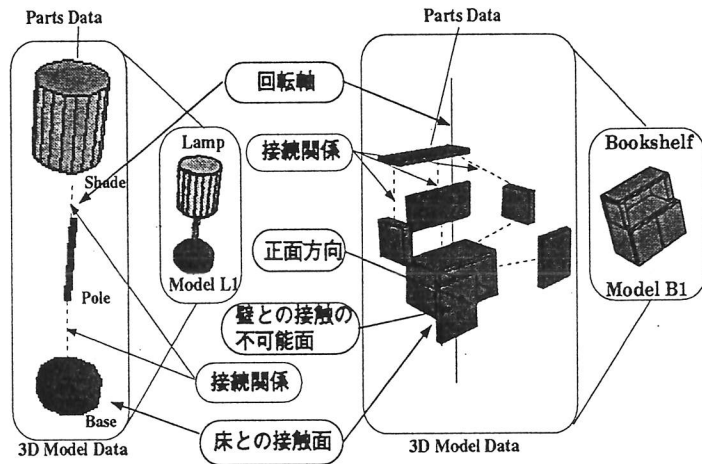 Parts Data
Parts Data
回転軸
Lamp
接続関係
Bookshelf
Shade
正面方向
Model L1
Pole
Model B1
壁との接触の
不可能面
接続関係
Base
床との接触面
3D Model Data
3D Model Data